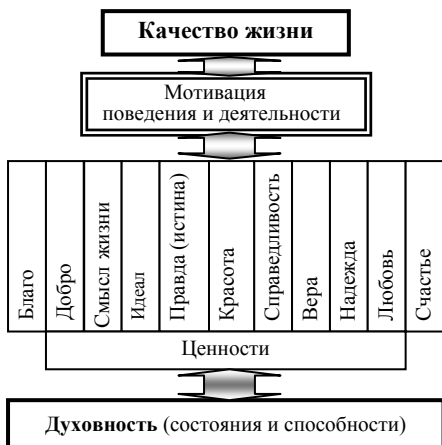 Качество жизни
Мотивация
поведения и деятельности
Благо
Добро
Смысл жизни
Идеал
Правда (истина)
Красота
Справедливость
Вера
Надежда
Любовь
Счастье
Ценности
Духовность (состояния и способности)